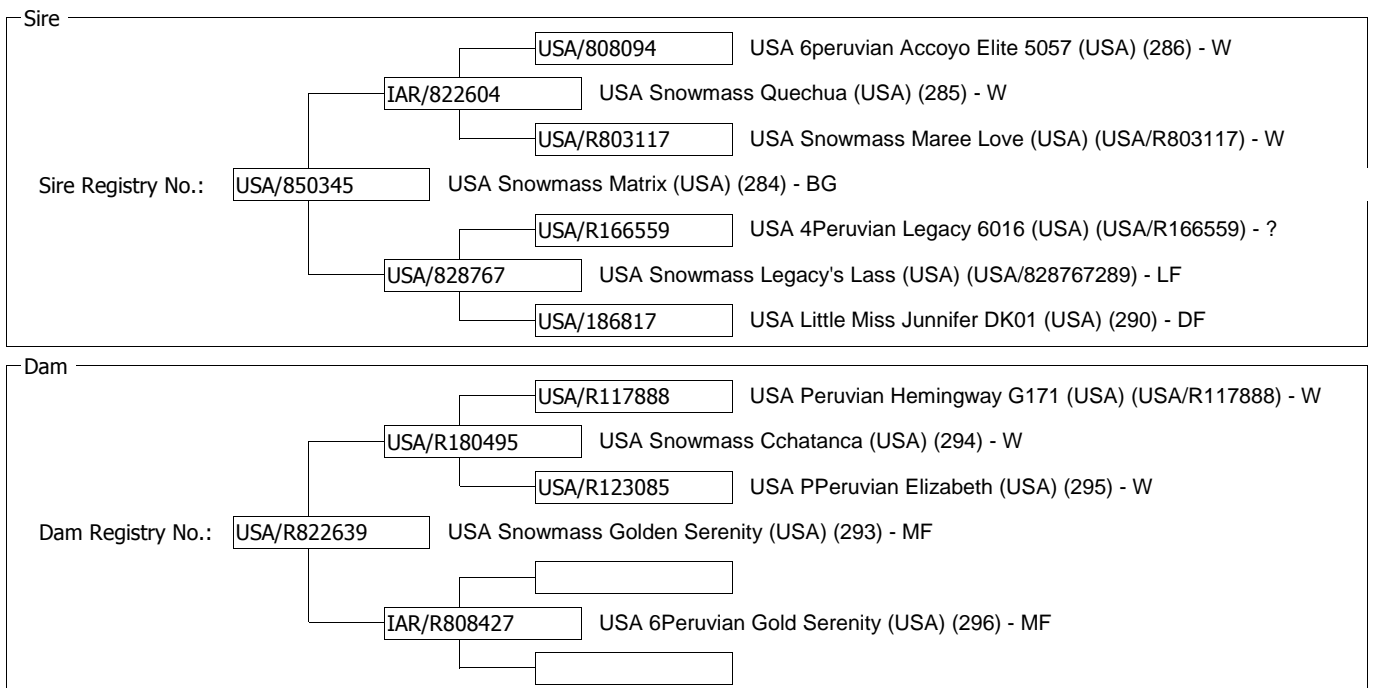 Sire
USA/808094 USA 6peruvian Accoyo Elite 5057 (USA) (286) - W
IAR/822604 USA Snowmass Quechua (USA) (285) - W
USA/R803117 USA Snowmass Maree Love (USA) (USA/R803117) - W
Sire Registry No.: USA/850345 USA Snowmass Matrix (USA) (284) - BG
USA/R166559 USA 4Peruvian Legacy 6016 (USA) (USA/R166559) - ?
USA/828767 USA Snowmass Legacy's Lass (USA) (USA/828767289) - LF
USA/186817 USA Little Miss Junnifer DK01 (USA) (290) - DF
Dam
USA/R117888 USA Peruvian Hemingway G171 (USA) (USA/R117888) - W
USA/R180495 USA Snowmass Cchatanca (USA) (294) - W
USA/R123085 USA PPeruvian Elizabeth (USA) (295) - W
Dam Registry No.: USA/R822639 USA Snowmass Golden Serenity (USA) (293) - MF
IAR/R808427 USA 6Peruvian Gold Serenity (USA) (296) - MF